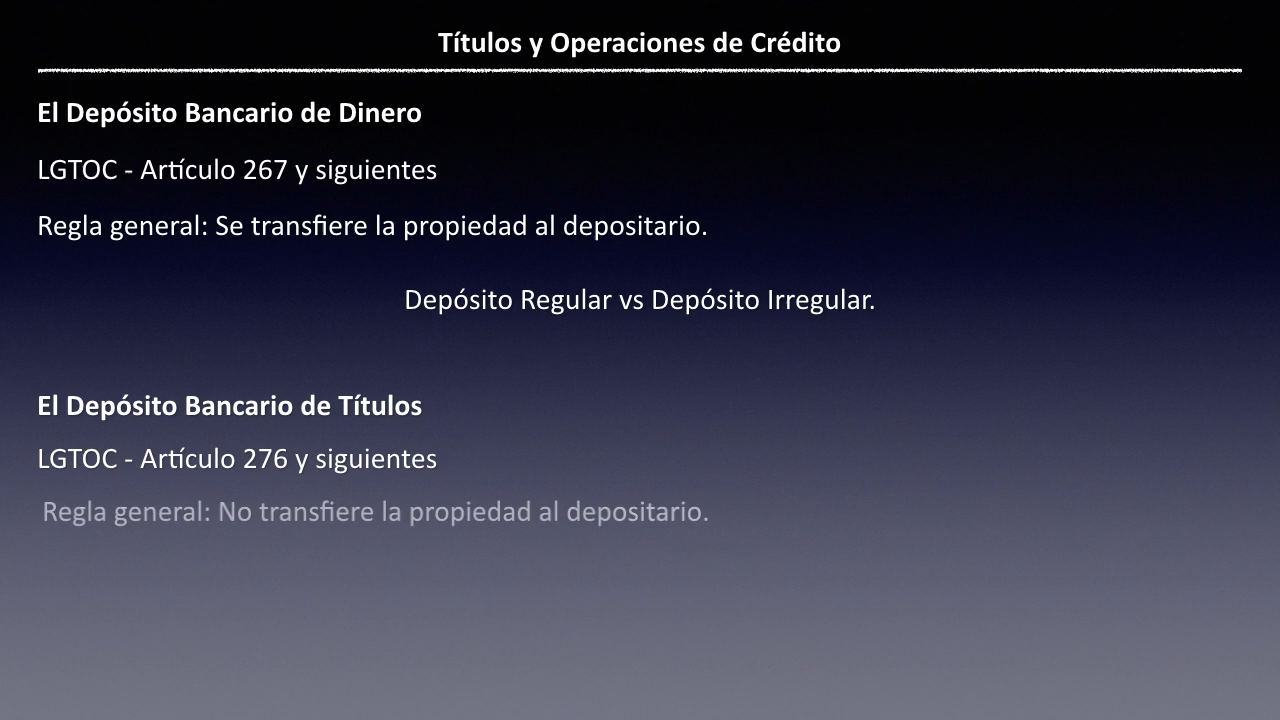 Títulos y Operaciones de Crédito
El Depósito Bancario de Dinero
LGTOC - Artículo 267 y siguientes
Regla general: Se transfiere la propiedad al depositario.
Depósito Regular vs Depósito Irregular.
El Depósito Bancario de Títulos
LGTOC - Artículo 276 y siguientes
Regla general: No transfiere la propiedad al depositario.